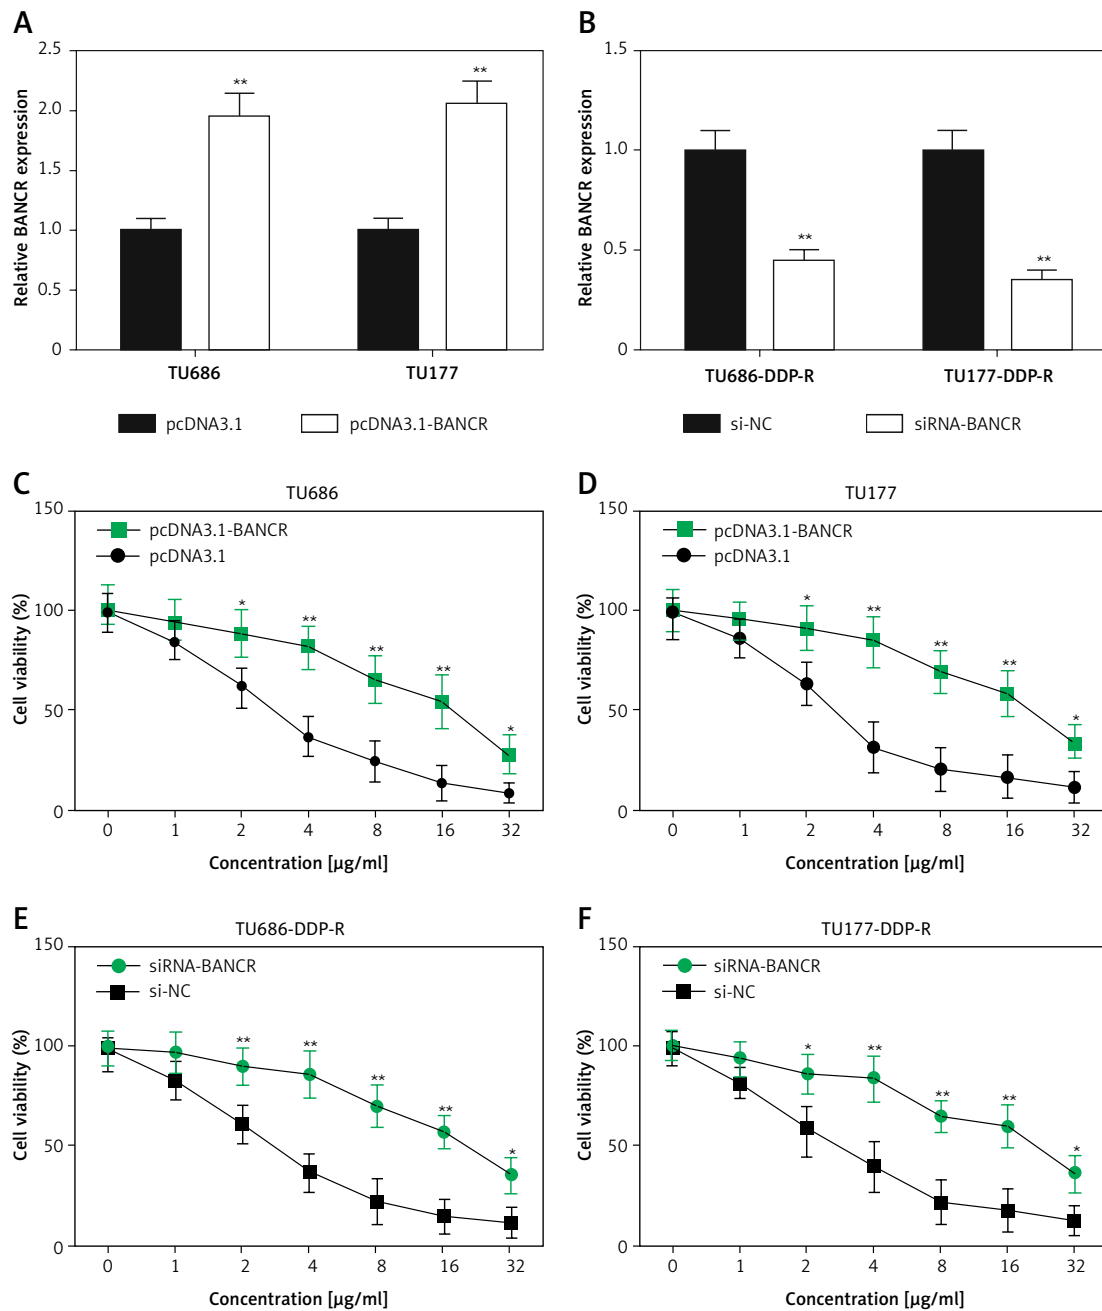 A
Relative BANCR expression
2.5
2.0
1.5
1.0
0.5
0
**
**
TU686
TU177
pcDNA3.1
pcDNA3.1-BANCR
B
Relative BANCR expression
1.5
1.0
0.5
0
**
**
TU686-DDP-R
TU177-DDP-R
si-NC
siRNA-BANCR
C
TU686
Cell viability (%)
150
100
50
0
pcDNA3.1-BANCR
pcDNA3.1
*
**
**
**
*
0 1 2 4 8 16 32
Concentration [µg/ml]
D
TU177
Cell viability (%)
150
100
50
0
pcDNA3.1-BANCR
pcDNA3.1
*
**
**
**
*
0 1 2 4 8 16 32
Concentration [µg/ml]
E
TU686-DDP-R
Cell viability (%)
150
100
50
0
siRNA-BANCR
si-NC
**
**
**
**
*
0 1 2 4 8 16 32
Concentration [µg/ml]
F
TU177-DDP-R
Cell viability (%)
150
100
50
0
siRNA-BANCR
si-NC
*
**
**
**
*
0 1 2 4 8 16 32
Concentration [µg/ml]